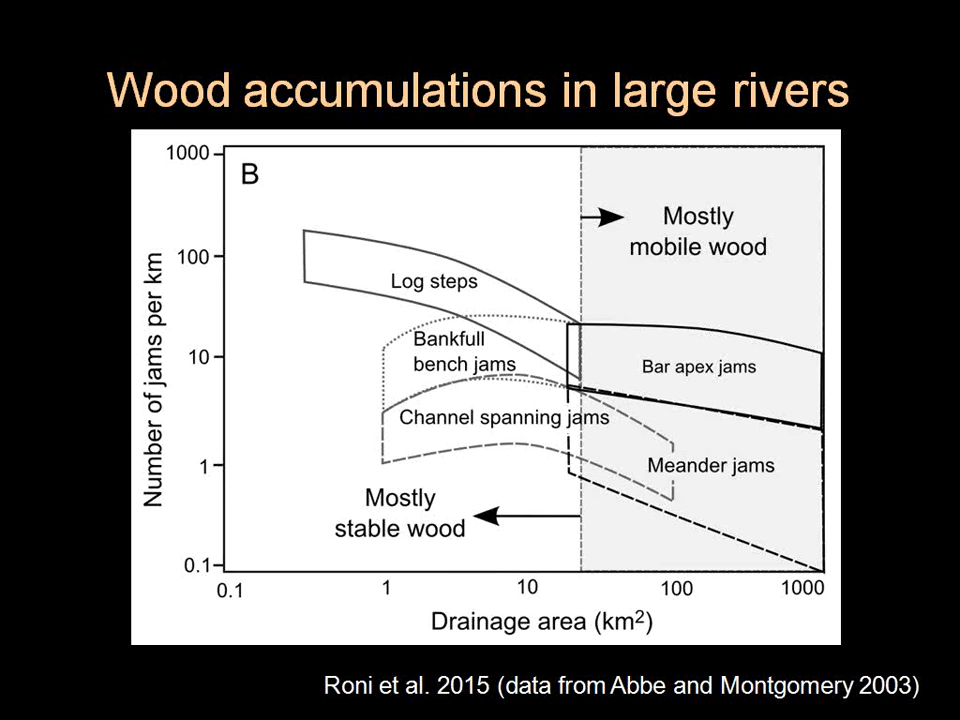 Wood accumulations in large rivers
B
1000
100
10
1
0.1
Number of jams per km
Mostly
mobile wood
Log steps
Bankfull
bench jams
Bar apex jams
Channel spanning jams
Meander jams
Mostly
stable wood
0.1
1
10
100
1000
Drainage area (km²)
Roni et al. 2015 (data from Abbe and Montgomery 2003)